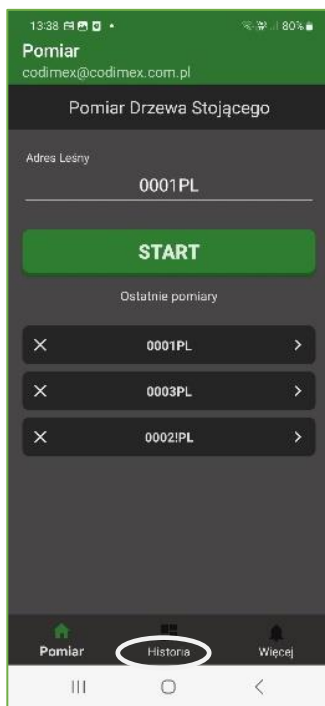 13:38 80%
Pomiar
codimex@codimex.com.pl
Pomiar Drzewa Stojącego
Adres Leśny
0001PL
START
Ostatnie pomiary
0001PL
0003PL
0002!PL
Pomiar Historia Więcej